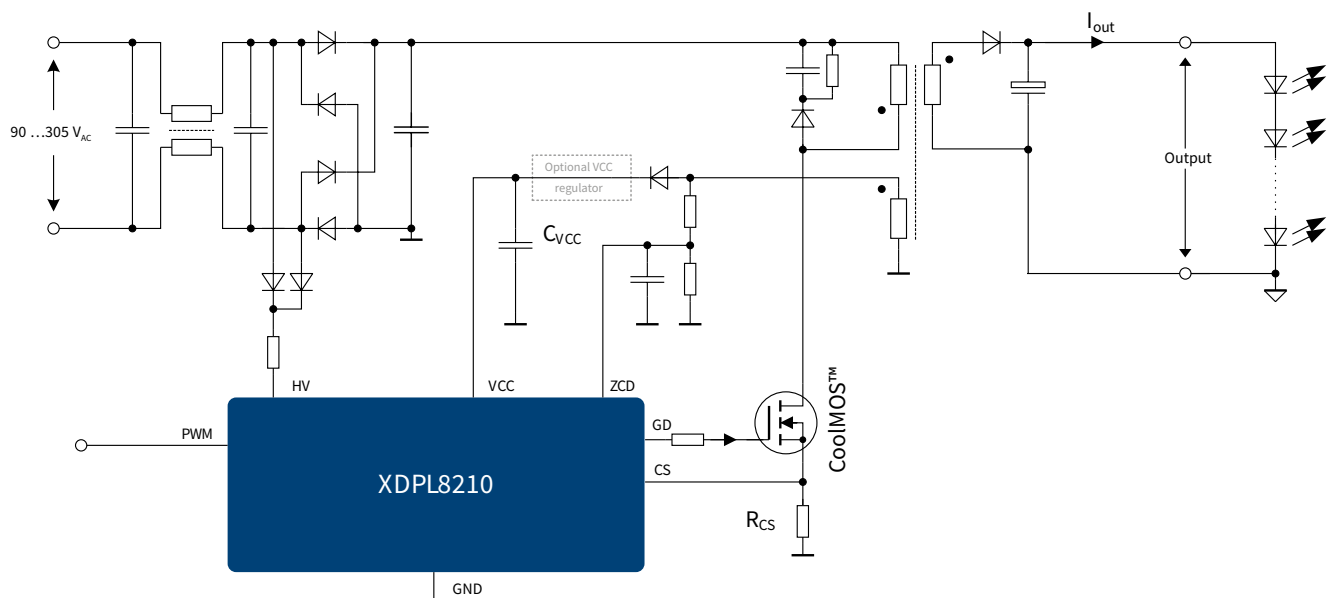 I_out
90 …305 V_AC
Output
Optional VCC
regulator
C_VCC
HV
VCC
ZCD
CoolMOS™
PWM
GD
XDPL8210
CS
R_CS
GND